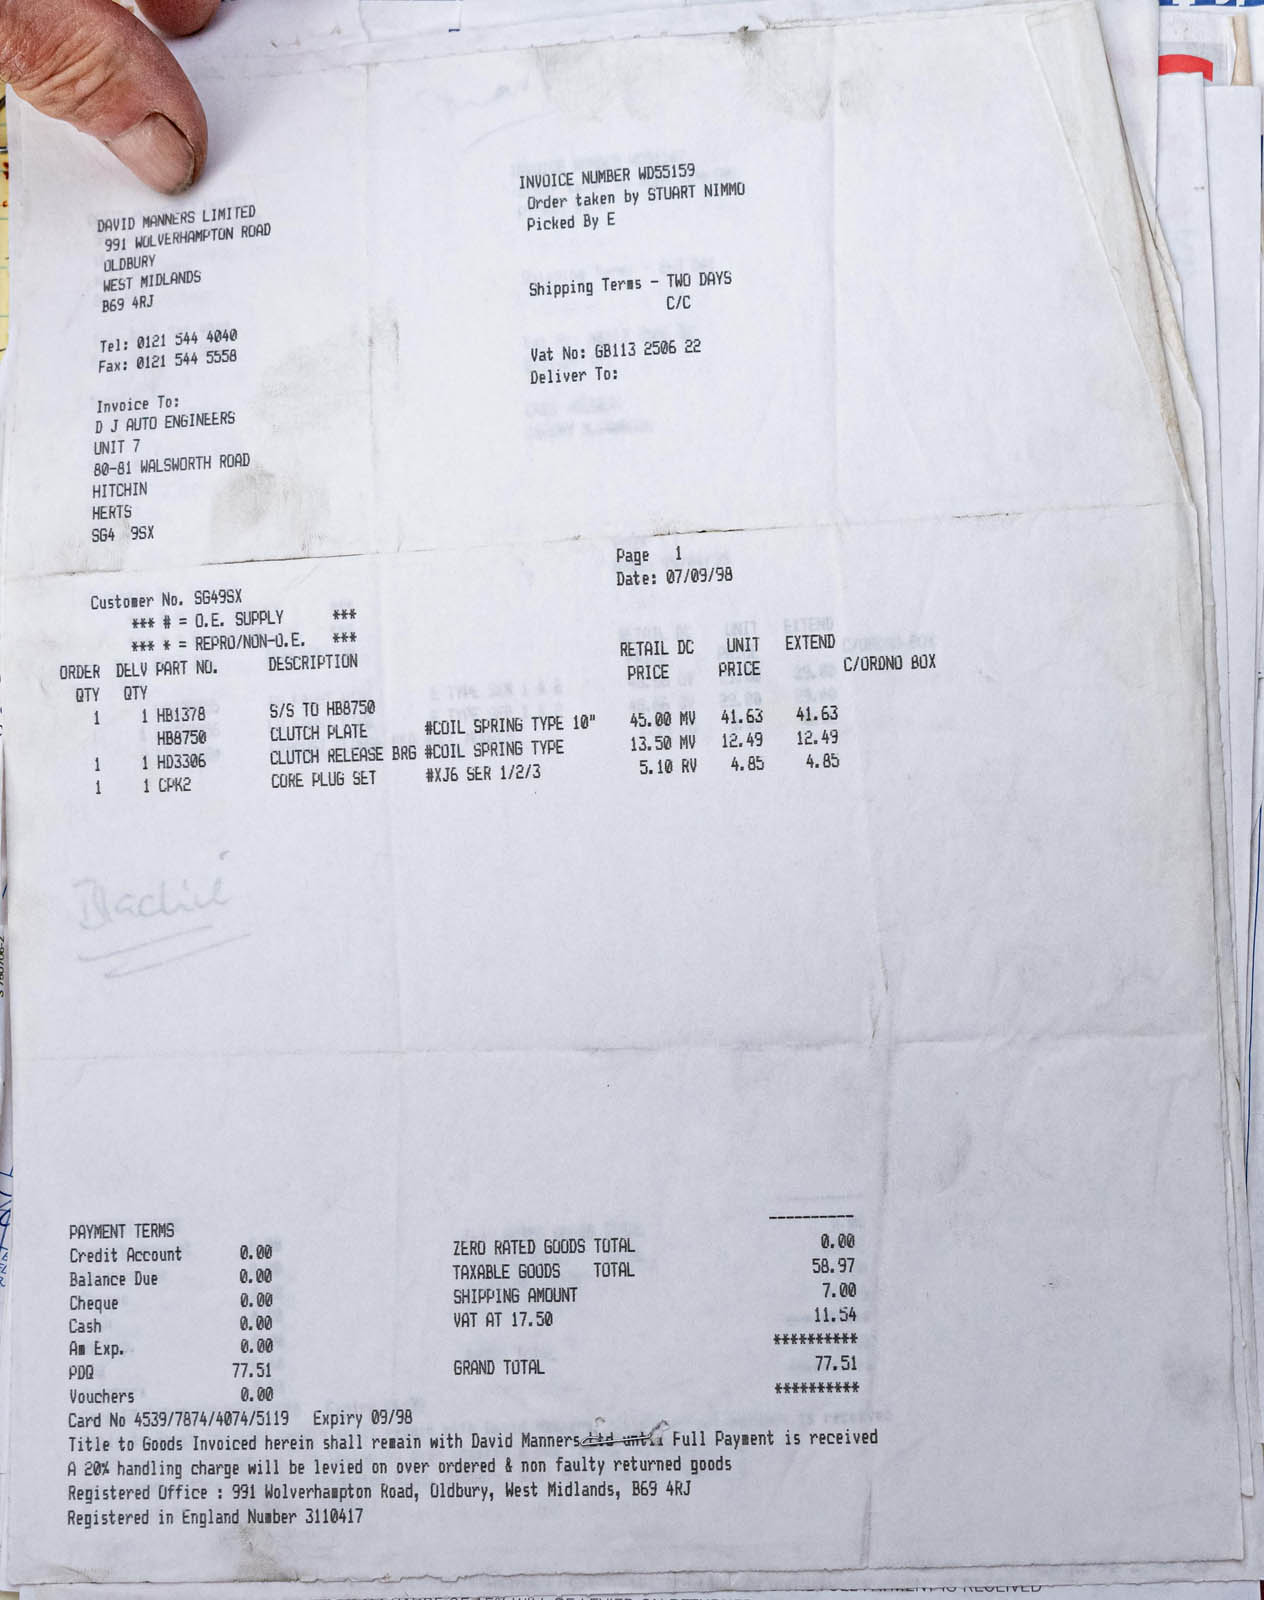 DAVID MANNERS LIMITED
991 WOLVERHAMPTON ROAD
OLDBURY
WEST MIDLANDS
B69 4RJ
Tel: 0121 544 4040
Fax: 0121 544 5558
INVOICE NUMBER WD55159
Order taken by STUART NIMMO
Picked By E
Shipping Terms - TWO DAYS
C/C
Vat No: GB113 2506 22
Deliver To:
Invoice To:
D J AUTO ENGINEERS
UNIT 7
80-81 WALSWORTH ROAD
HITCHIN
HERTS
SG4 9SX
Page 1
Date: 07/09/98
Customer No. SG49SX
*** # = O.E. SUPPLY ***
*** * = REPRO/NON-O.E. ***
ORDER DELV PART NO. DESCRIPTION RETAIL DC UNIT EXTEND
QTY QTY PRICE PRICE C/ORDNO BOX
1 1 HB1378 S/S TO HB8750
HB8750 CLUTCH PLATE #COIL SPRING TYPE 10" 45.00 MV 41.63 41.63
1 1 HD3306 CLUTCH RELEASE BRG #COIL SPRING TYPE 13.50 MV 12.49 12.49
1 1 CPK2 CORE PLUG SET #XJ6 SER 1/2/3 5.10 RV 4.85 4.85
PAYMENT TERMS
Credit Account 0.00
Balance Due 0.00
Cheque 0.00
Cash 0.00
Am Exp. 0.00
PDQ 77.51
Vouchers 0.00
ZERO RATED GOODS TOTAL 0.00
TAXABLE GOODS TOTAL 58.97
SHIPPING AMOUNT 7.00
VAT AT 17.50 11.54
**********
GRAND TOTAL 77.51
**********
Card No 4539/7874/4074/5119 Expiry 09/98
Title to Goods Invoiced herein shall remain with David Manners Ltd until Full Payment is received
A 20% handling charge will be levied on over ordered & non faulty returned goods
Registered Office : 991 Wolverhampton Road, Oldbury, West Midlands, B69 4RJ
Registered in England Number 3110417